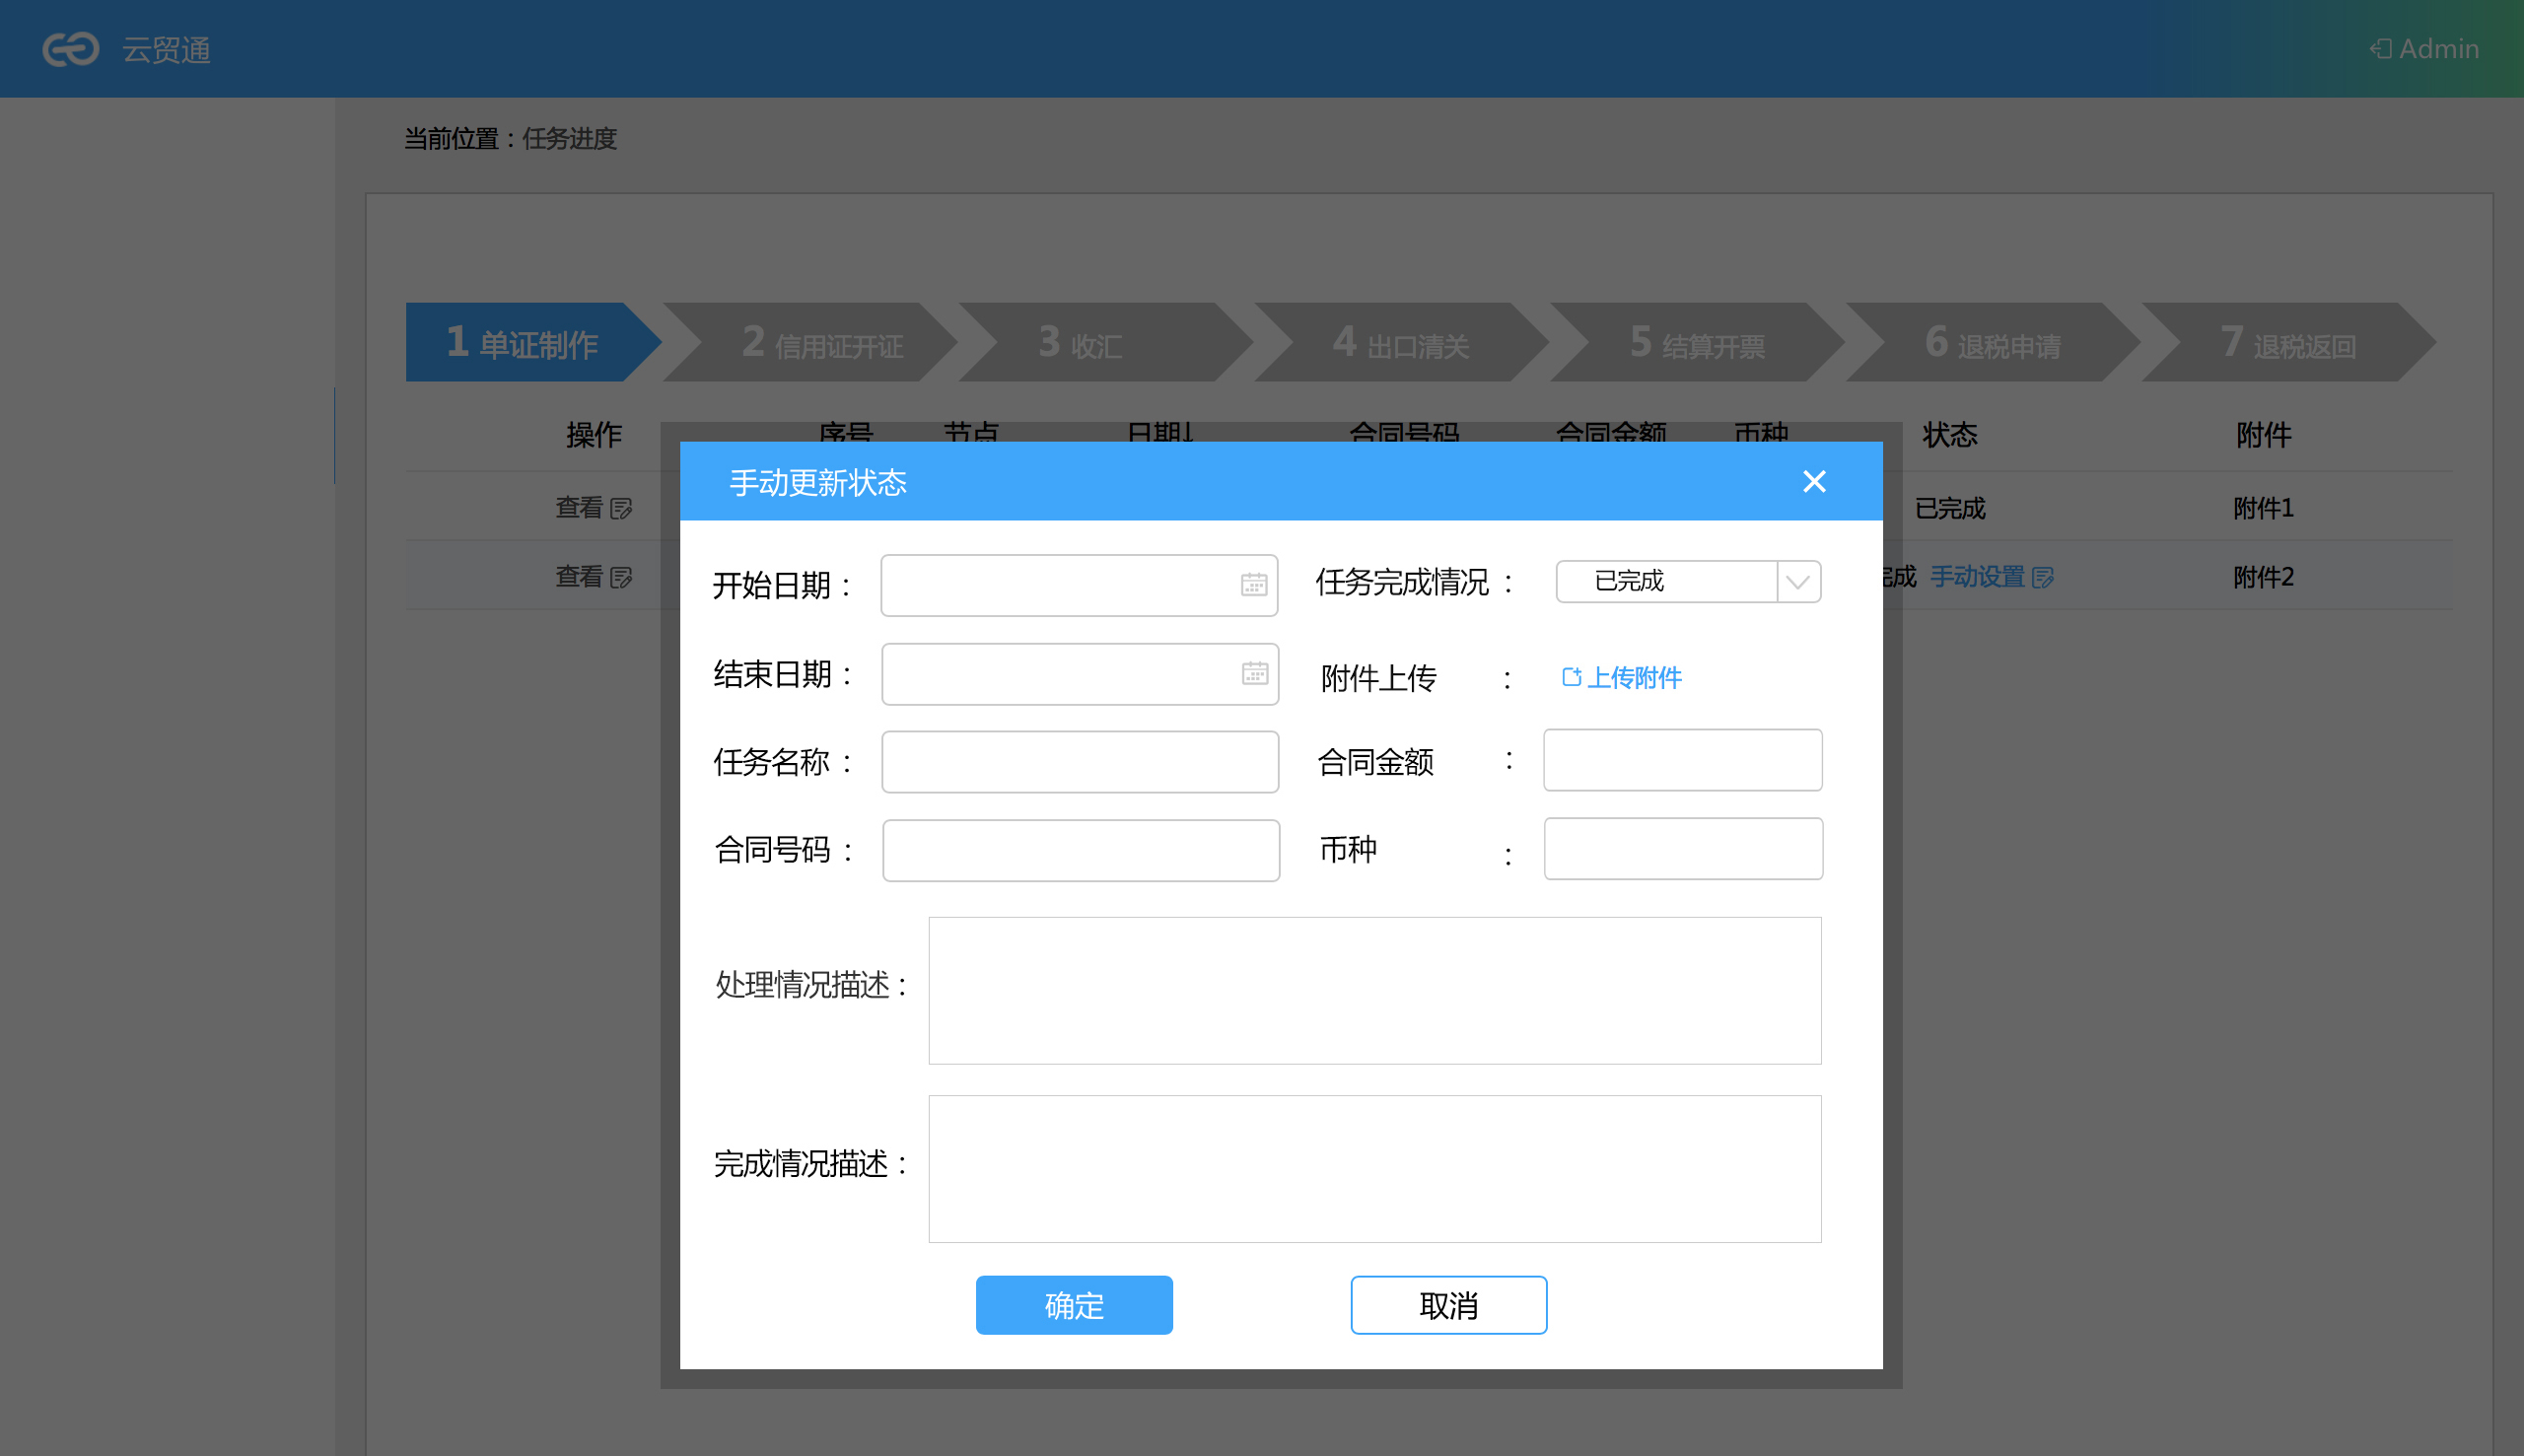 云贸通
Admin
当前位置：任务进度
1 单证制作 2 信用证开证 3 收汇 4 出口清关 5 结算开票 6 退税申请 7 退税返回
操作 序号 节点 日期↓ 合同号码 合同金额 币种 状态 附件
查看 已完成 附件1
查看 完成 手动设置 附件2
手动更新状态
开始日期： 任务完成情况： 已完成
结束日期： 附件上传： 上传附件
任务名称： 合同金额：
合同号码： 币种：
处理情况描述：
完成情况描述：
确定 取消